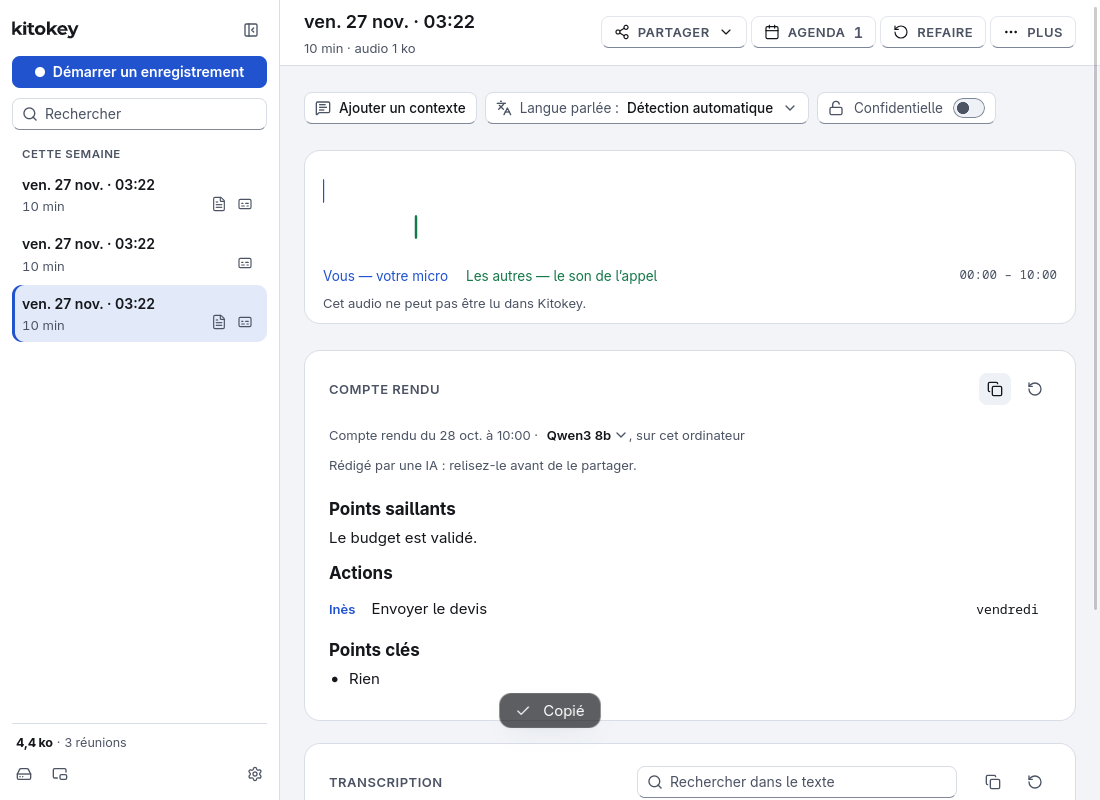 kitokey
Démarrer un enregistrement
Rechercher
CETTE SEMAINE
ven. 27 nov. · 03:22
10 min
ven. 27 nov. · 03:22
10 min
ven. 27 nov. · 03:22
10 min
4,4 ko · 3 réunions
ven. 27 nov. · 03:22
10 min · audio 1 ko
PARTAGER
AGENDA 1
REFAIRE
PLUS
Ajouter un contexte
Langue parlée : Détection automatique
Confidentielle
Vous — votre micro Les autres — le son de l’appel 00:00 – 10:00
Cet audio ne peut pas être lu dans Kitokey.
COMPTE RENDU
Compte rendu du 28 oct. à 10:00 · Qwen3 8b , sur cet ordinateur
Rédigé par une IA : relisez-le avant de le partager.
Points saillants
Le budget est validé.
Actions
Inès Envoyer le devis vendredi
Points clés
• Rien
Copié
TRANSCRIPTION
Rechercher dans le texte